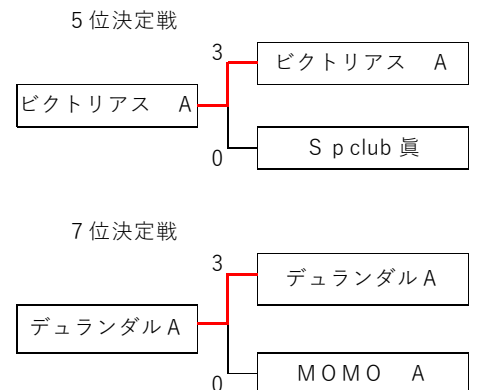 5位決定戦
3
ビクトリアス　A
ビクトリアス　A
Ｓｐclub 眞
0
7位決定戦
3
デュランダルA
デュランダルA
ＭＯＭＯ　A
0